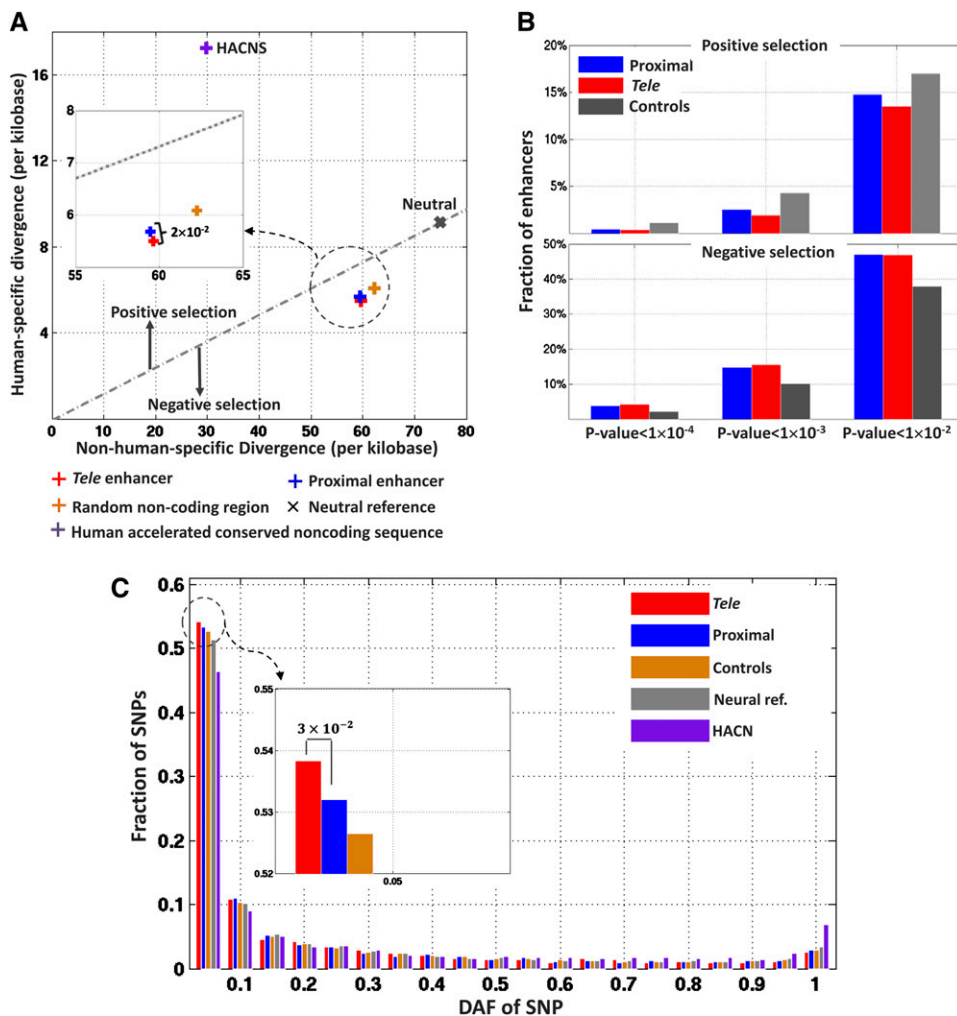 A
HACNS
Human-specific divergence (per kilobase)
16
12
8
4
8
7
6
5
55
60
65
2×10⁻²
Neutral
Positive selection
Negative selection
0
10
20
30
40
50
60
70
80
Non-human-specific Divergence (per kilobase)
Tele enhancer
Proximal enhancer
Random non-coding region
Neutral reference
Human accelerated conserved noncoding sequence
B
Positive selection
Proximal
Tele
Controls
Fraction of enhancers
20%
15%
10%
5%
Negative selection
50%
40%
30%
20%
10%
P-value<1×10⁻⁴
P-value<1×10⁻³
P-value<1×10⁻²
C
Fraction of SNPs
0.6
0.5
0.4
0.3
0.2
0.1
0
Tele
Proximal
Controls
Neural ref.
HACN
0.55
0.54
0.53
0.52
3 × 10⁻²
0.05
0.1
0.2
0.3
0.4
0.5
0.6
0.7
0.8
0.9
1
DAF of SNP